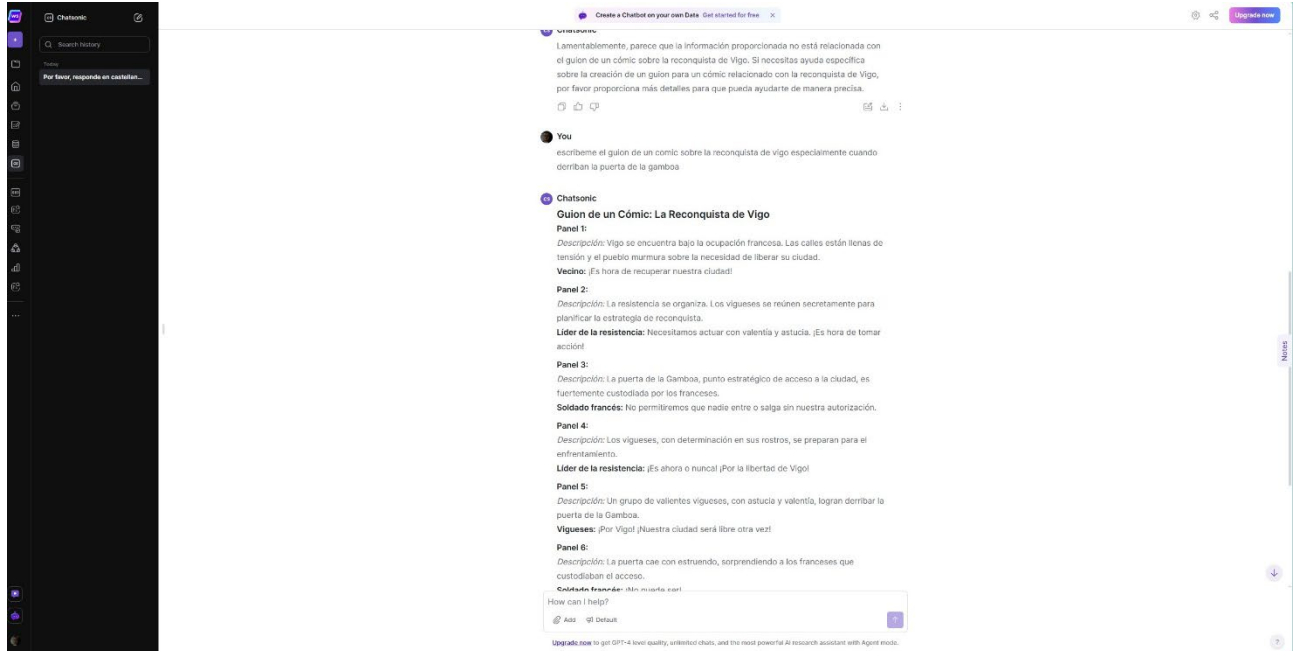 ws
Chatsonic
Search history
Today
Por favor, responde en castellan...
Create a Chatbot on your own Data Get started for free
Upgrade now
Chatsonic
Lamentablemente, parece que la información proporcionada no está relacionada con
el guion de un cómic sobre la reconquista de Vigo. Si necesitas ayuda específica
sobre la creación de un guion para un cómic relacionado con la reconquista de Vigo,
por favor proporciona más detalles para que pueda ayudarte de manera precisa.
You
escribeme el guion de un comic sobre la reconquista de vigo especialmente cuando
derriban la puerta de la gamboa
CS Chatsonic
Guion de un Cómic: La Reconquista de Vigo
Panel 1:
Descripción: Vigo se encuentra bajo la ocupación francesa. Las calles están llenas de
tensión y el pueblo murmura sobre la necesidad de liberar su ciudad.
Vecino: ¡Es hora de recuperar nuestra ciudad!
Panel 2:
Descripción: La resistencia se organiza. Los vigueses se reúnen secretamente para
planificar la estrategia de reconquista.
Líder de la resistencia: Necesitamos actuar con valentía y astucia. ¡Es hora de tomar
acción!
Panel 3:
Descripción: La puerta de la Gamboa, punto estratégico de acceso a la ciudad, es
fuertemente custodiada por los franceses.
Soldado francés: No permitiremos que nadie entre o salga sin nuestra autorización.
Panel 4:
Descripción: Los vigueses, con determinación en sus rostros, se preparan para el
enfrentamiento.
Líder de la resistencia: ¡Es ahora o nunca! ¡Por la libertad de Vigo!
Panel 5:
Descripción: Un grupo de valientes vigueses, con astucia y valentía, logran derribar la
puerta de la Gamboa.
Vigueses: ¡Por Vigo! ¡Nuestra ciudad será libre otra vez!
Panel 6:
Descripción: La puerta cae con estruendo, sorprendiendo a los franceses que
custodiaban el acceso.
Soldado francés: ¡No puede ser!
How can I help?
Add Default
Upgrade now to get GPT-4 level quality, unlimited chats, and the most powerful AI research assistant with Agent mode.
Notes